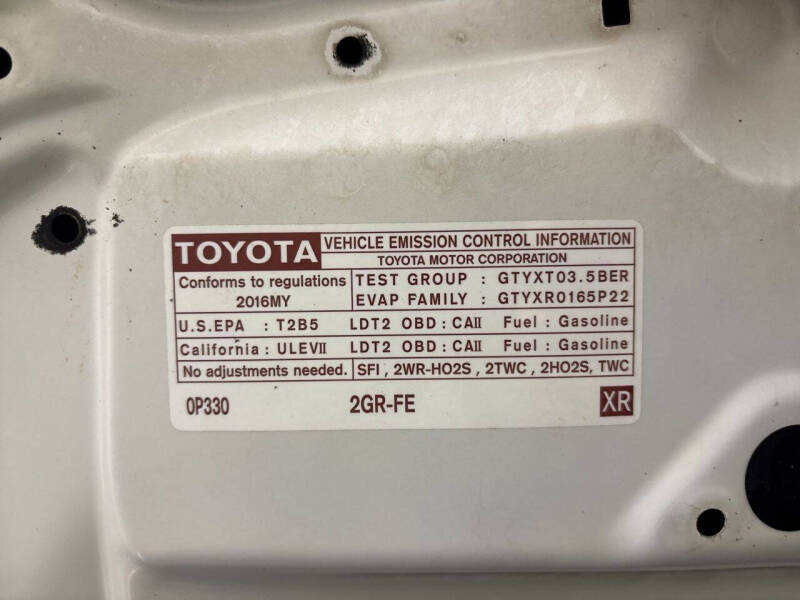 TOYOTA VEHICLE EMISSION CONTROL INFORMATION
TOYOTA MOTOR CORPORATION
Conforms to regulations TEST GROUP : GTYXT03.5BER
2016MY EVAP FAMILY : GTYXR0165P22
U.S.EPA : T2B5 LDT2 OBD : CAII Fuel : Gasoline
California : ULEVII LDT2 OBD : CAII Fuel : Gasoline
No adjustments needed. SFI , 2WR-HO2S , 2TWC , 2HO2S, TWC
0P330 2GR-FE XR